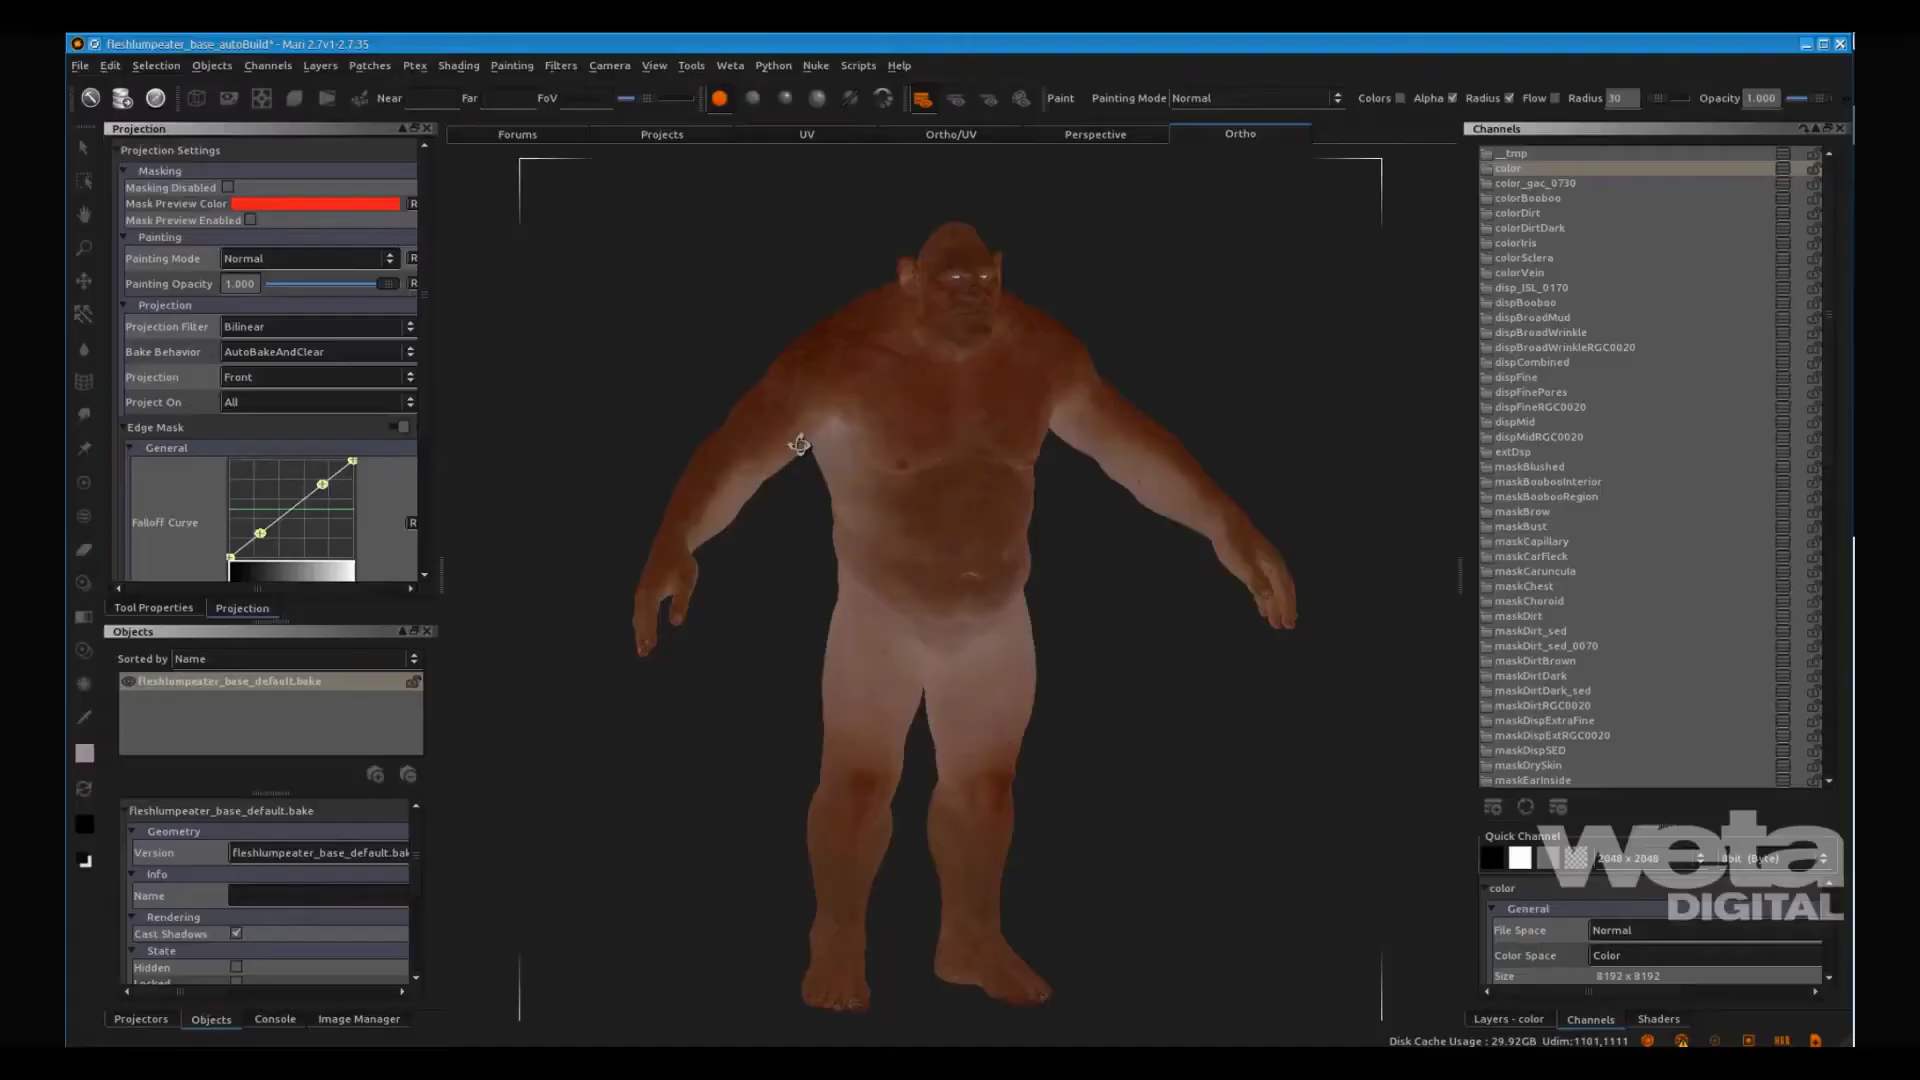 fleshlumpeater_base_autoBuild* - Mari 2.7v1-2.7.35
File Edit Selection Objects Channels Layers Patches Ptex Shading Painting Filters Camera View Tools Weta Python Nuke Scripts Help
Near Far FoV Paint Painting Mode Normal Colors Alpha Radius Flow Radius 30 Opacity 1.000
Projection
Projection Settings
Masking
Masking Disabled
Mask Preview Color R
Mask Preview Enabled
Painting
Painting Mode Normal R
Painting Opacity 1.000 R
Projection
Projection Filter Bilinear
Bake Behavior AutoBakeAndClear
Projection Front
Project On All
Edge Mask
General
Falloff Curve R
Tool Properties Projection
Objects
Sorted by Name
fleshlumpeater_base_default.bake
fleshlumpeater_base_default.bake
Geometry
Version fleshlumpeater_base_default.bak
Info
Name
Rendering
Cast Shadows
State
Hidden
Locked
Projectors Objects Console Image Manager
Forums Projects UV Ortho/UV Perspective Ortho
Channels
__tmp
color
color_gac_0730
colorBooboo
colorDirt
colorDirtDark
colorIris
colorSclera
colorVein
disp_ISL_0170
dispBooboo
dispBroadMud
dispBroadWrinkle
dispBroadWrinkleRGC0020
dispCombined
dispFine
dispFinePores
dispFineRGC0020
dispMid
dispMidRGC0020
extDsp
maskBlushed
maskBoobooInterior
maskBoobooRegion
maskBrow
maskBust
maskCapillary
maskCarFleck
maskCaruncula
maskChest
maskChoroid
maskDirt
maskDirt_sed
maskDirt_sed_0070
maskDirtBrown
maskDirtDark
maskDirtDark_sed
maskDirtRGC0020
maskDispExtraFine
maskDispExtRGC0020
maskDispSED
maskDrySkin
maskEarInside
Quick Channel
2048 x 2048 8bit (Byte)
weta
DIGITAL
color
General
File Space Normal
Color Space Color
Size 8192 x 8192
Layers - color Channels Shaders
Disk Cache Usage : 29.92GB Udim:1101,1111